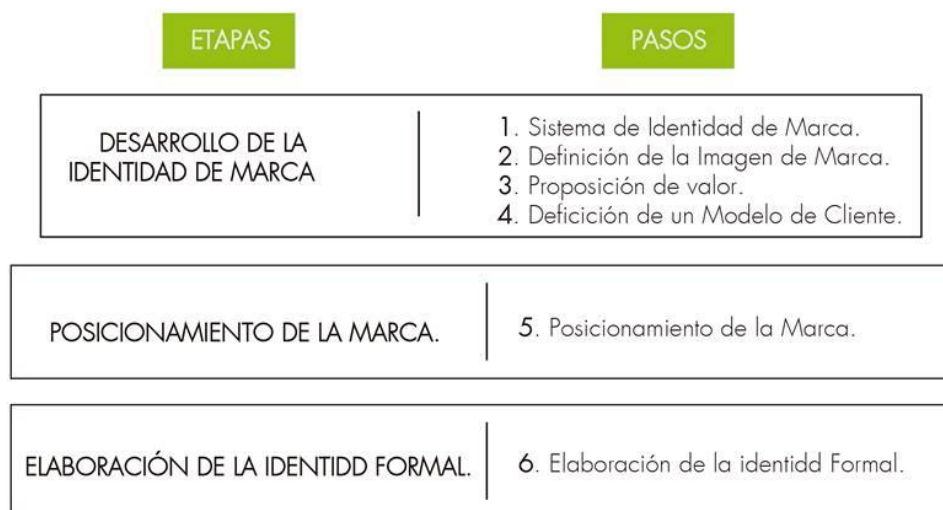 ETAPAS
PASOS
DESARROLLO DE LA
IDENTIDAD DE MARCA
1. Sistema de Identidad de Marca.
2. Definición de la Imagen de Marca.
3. Proposición de valor.
4. Deficición de un Modelo de Cliente.
POSICIONAMIENTO DE LA MARCA.
5. Posicionamiento de la Marca.
ELABORACIÓN DE LA IDENTIDD FORMAL.
6. Elaboración de la identidd Formal.